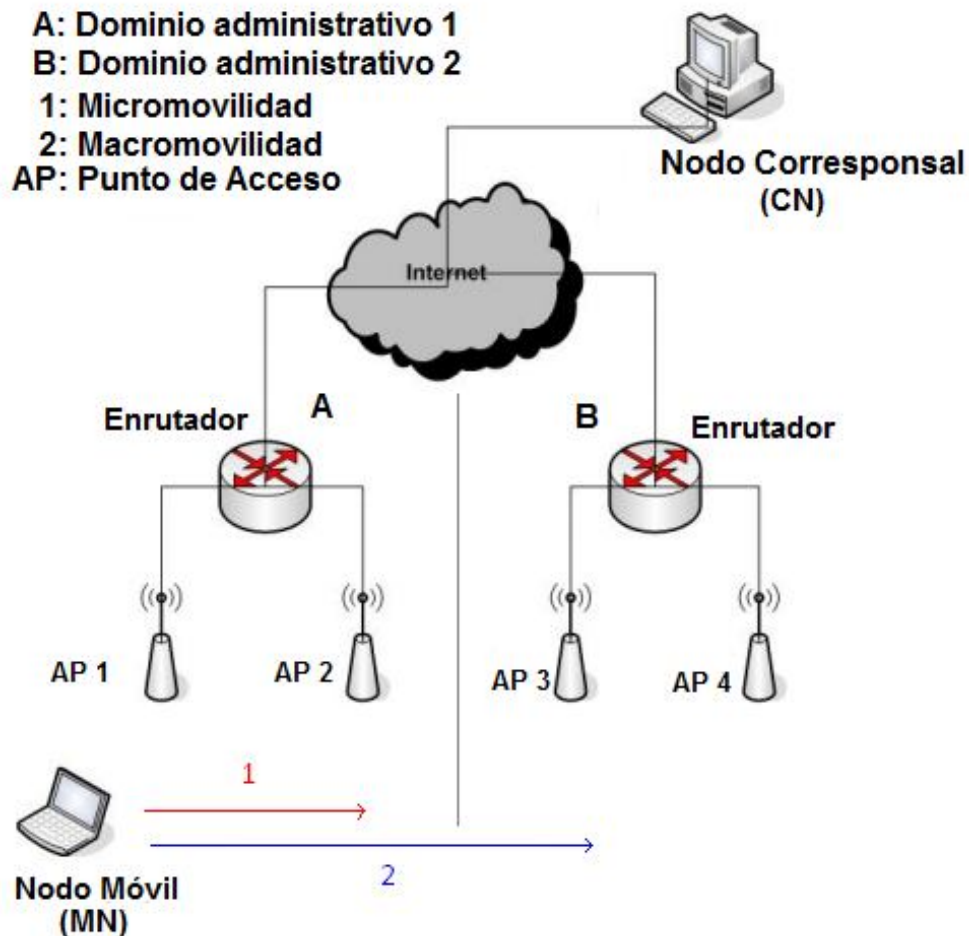 A: Dominio administrativo 1
B: Dominio administrativo 2
1: Micromovilidad
2: Macromovilidad
AP: Punto de Acceso
Nodo Corresponsal
(CN)
Internet
Enrutador
A
B
Enrutador
AP 1
AP 2
AP 3
AP 4
1
2
Nodo Móvil
(MN)